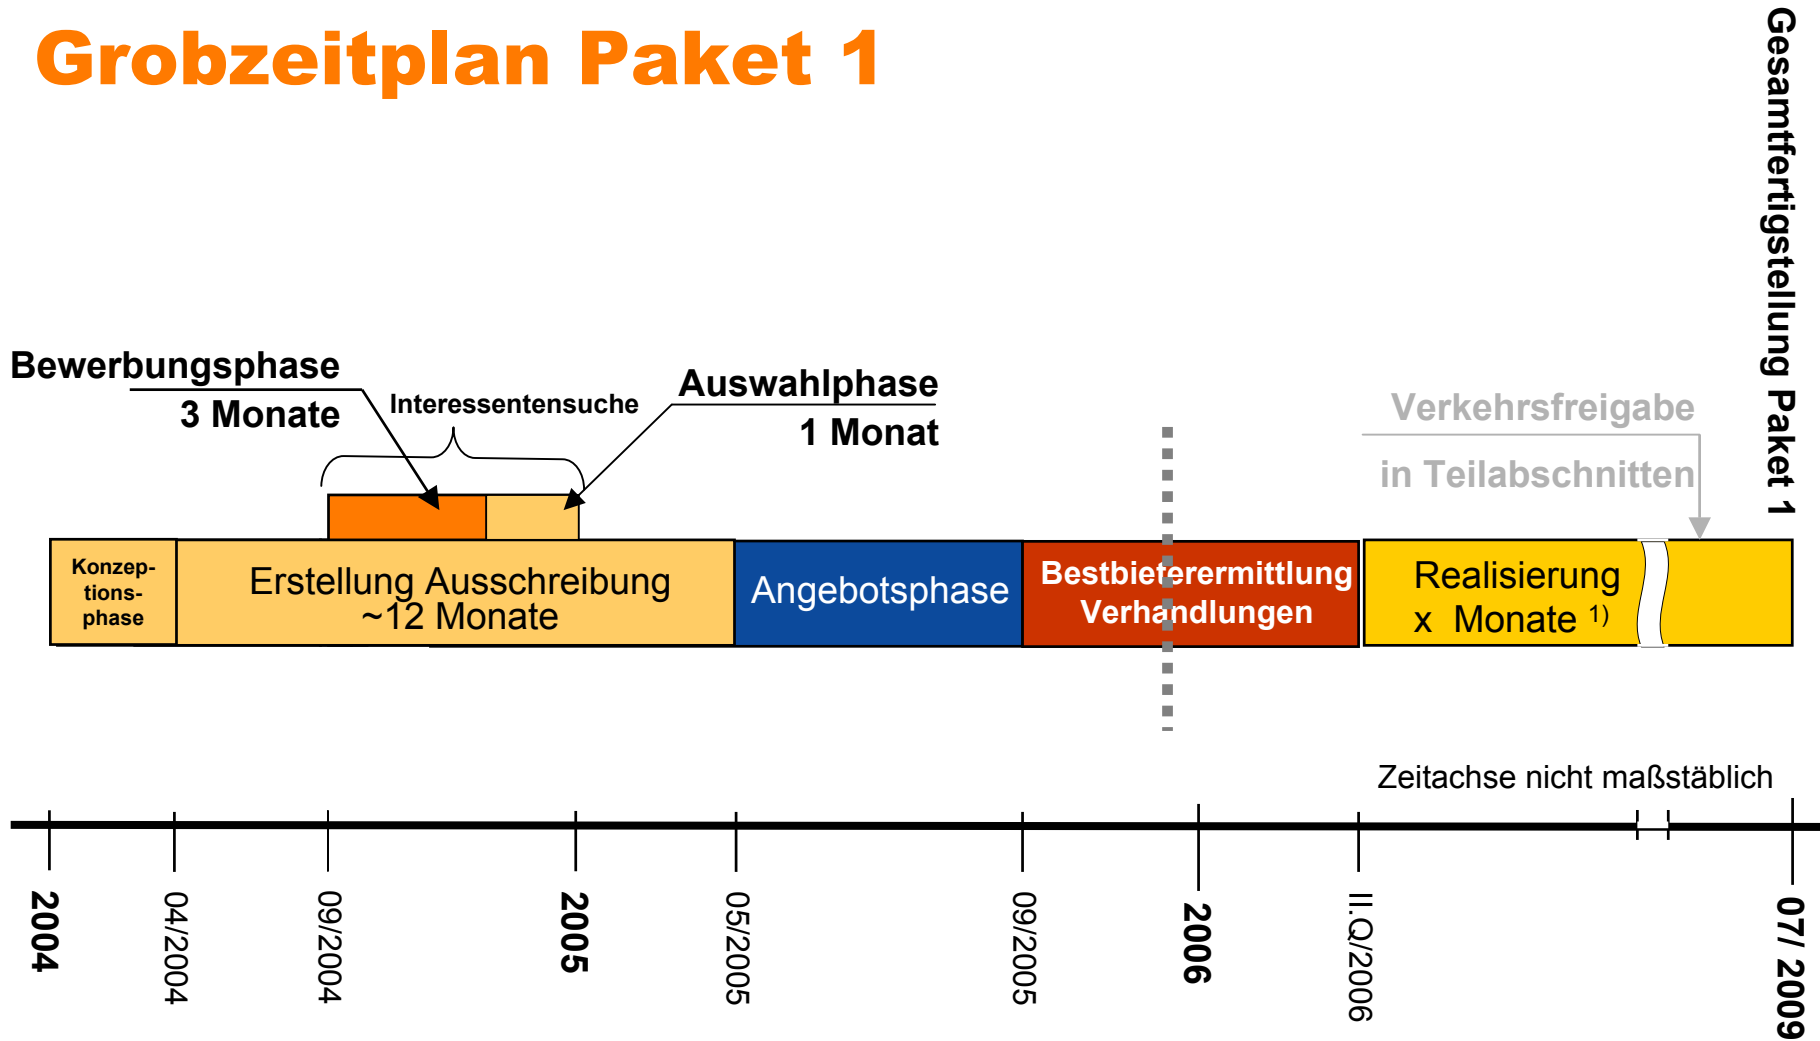 Grobzeitplan Paket 1
Gesamtfertigstellung Paket 1
Bewerbungsphase
3 Monate
Interessentensuche
Auswahlphase
1 Monat
Verkehrsfreigabe
in Teilabschnitten
Konzep-
tions-
phase
Erstellung Ausschreibung
~12 Monate
Angebotsphase
Bestbieterermittlung
Verhandlungen
Realisierung
x Monate 1)
Zeitachse nicht maßstäblich
2004
04/2004
09/2004
2005
05/2005
09/2005
2006
II.Q/2006
07/ 2009